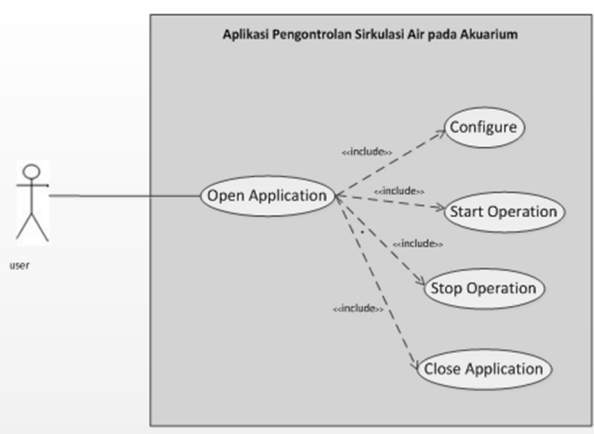 Aplikasi Pengontrolan Sirkulasi Air pada Akuarium
Configure
<<include>>
Open Application
<<include>>
Start Operation
<<include>>
Stop Operation
user
<<include>>
Close Application